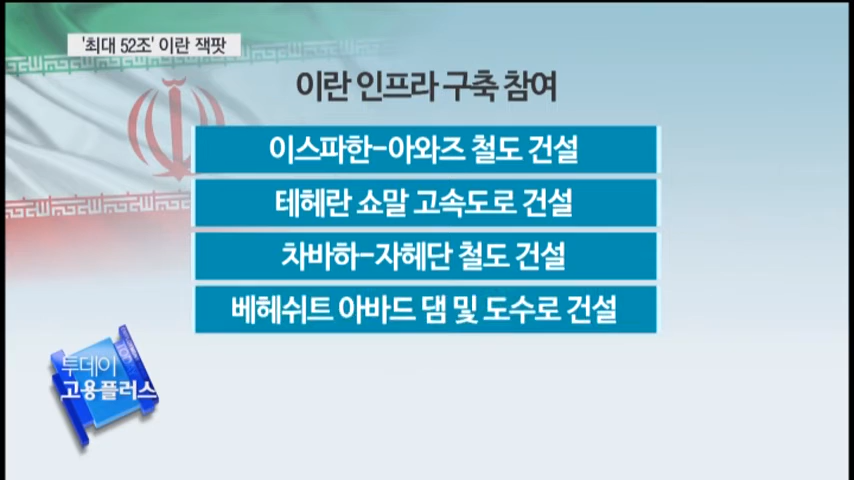 '최대 52조' 이란 잭팟
이란 인프라 구축 참여
이스파한-아와즈 철도 건설
테헤란 쇼말 고속도로 건설
차바하-자헤단 철도 건설
베헤쉬트 아바드 댐 및 도수로 건설
투데이
고용플러스